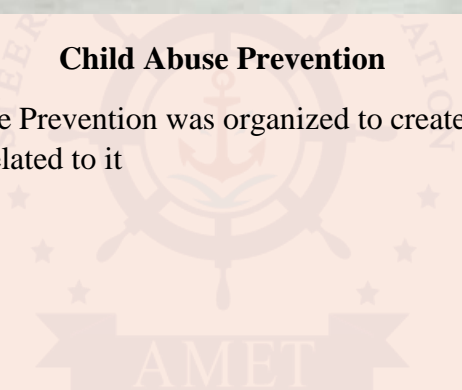 Child Abuse Prevention
e Prevention was organized to create
elated to it
AMET